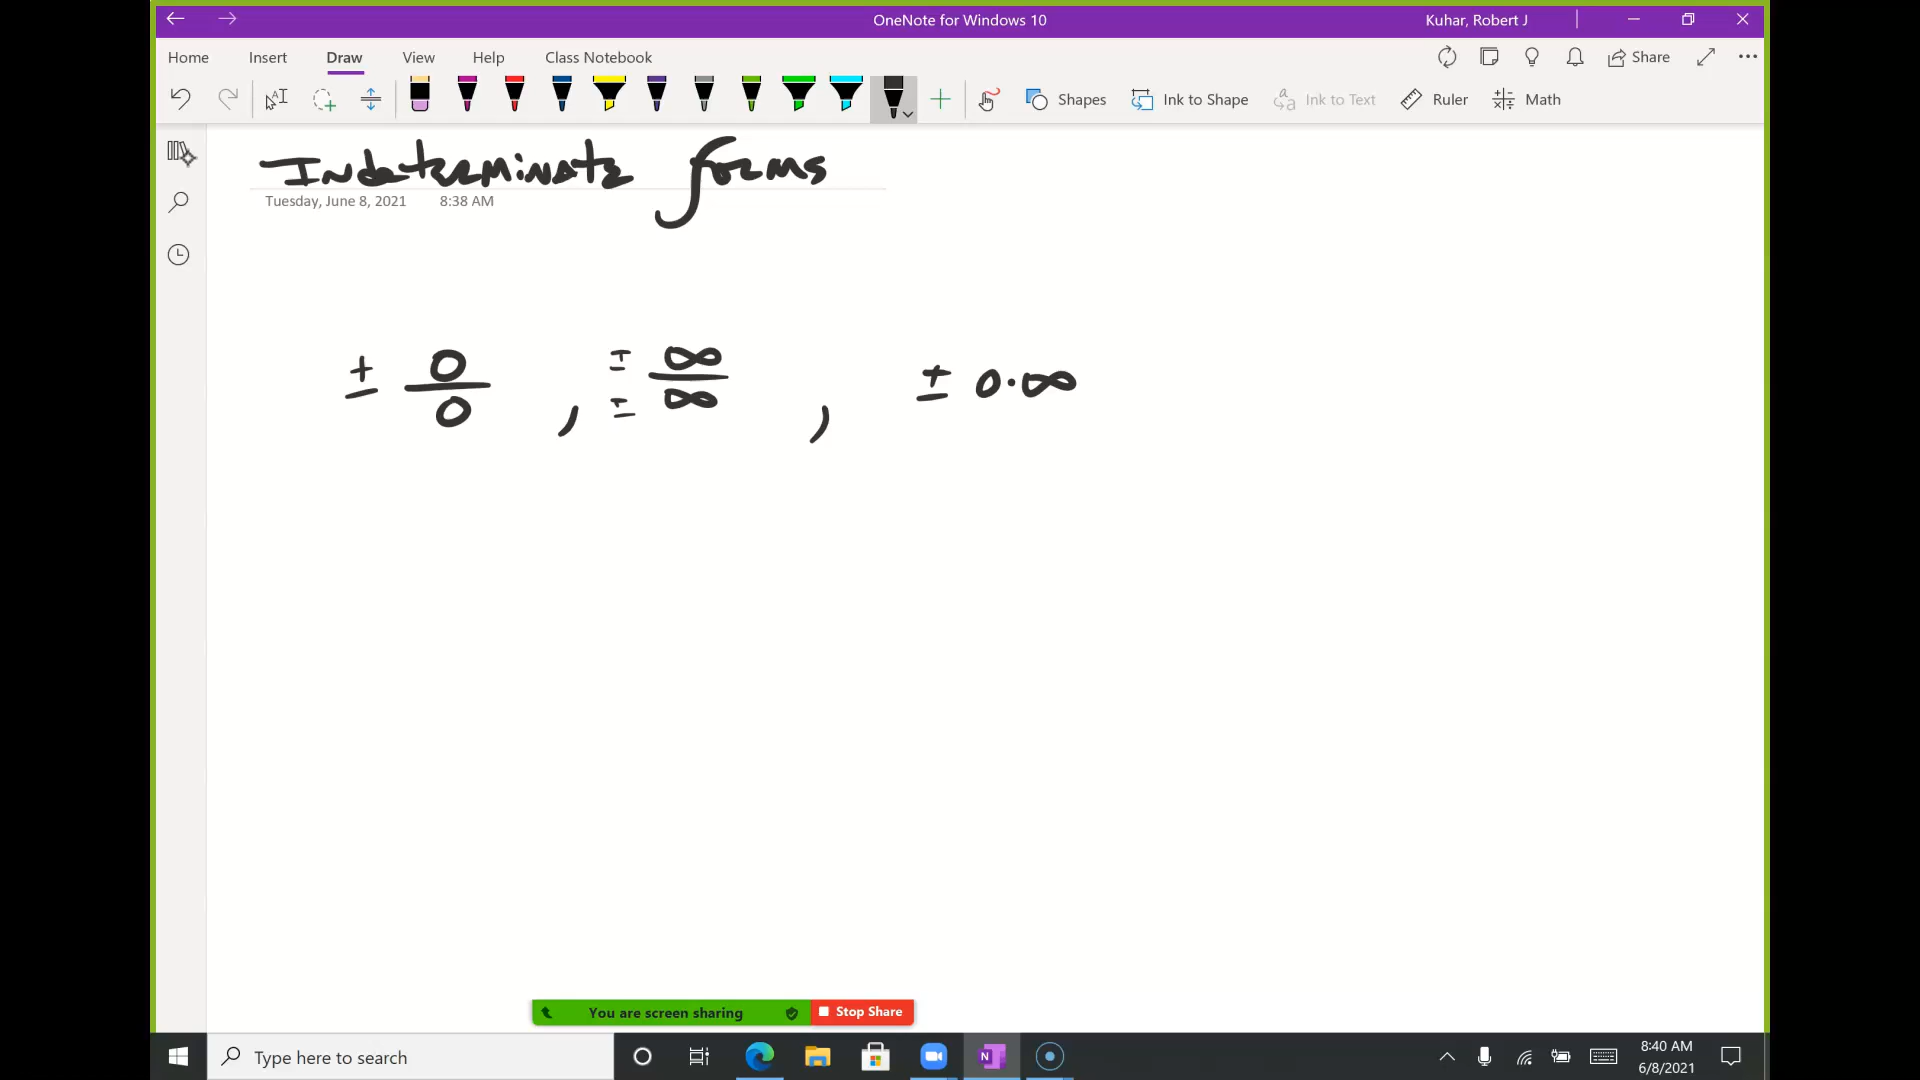 OneNote for Windows 10
Kuhar, Robert J
Home Insert Draw View Help Class Notebook
Share
Shapes Ink to Shape Ink to Text Ruler Math
Indeterminate forms
Tuesday, June 8, 2021 8:38 AM
± 0/0 , ± ∞/± ∞ , ± 0·∞
You are screen sharing Stop Share
Type here to search
8:40 AM
6/8/2021